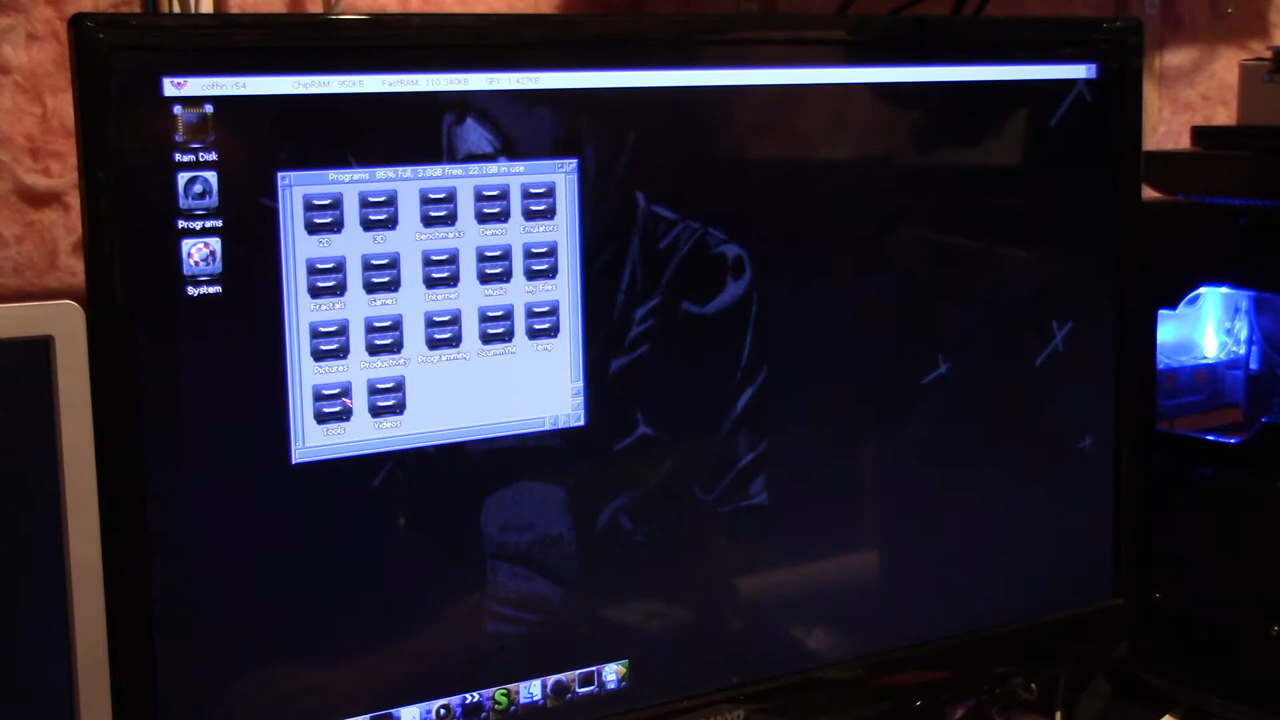 coffin r54 ChipRAM: 950KB FastRAM: 110.340KB GFX: 1.427KB
Ram Disk
Programs
System
Programs 85% full, 3.8GB free, 22.1GB in use
2D 3D Benchmarks Demos Emulators
Fractals Games Internet Music My Files
Pictures Productivity Programming ScummVM Temp
Tools Videos